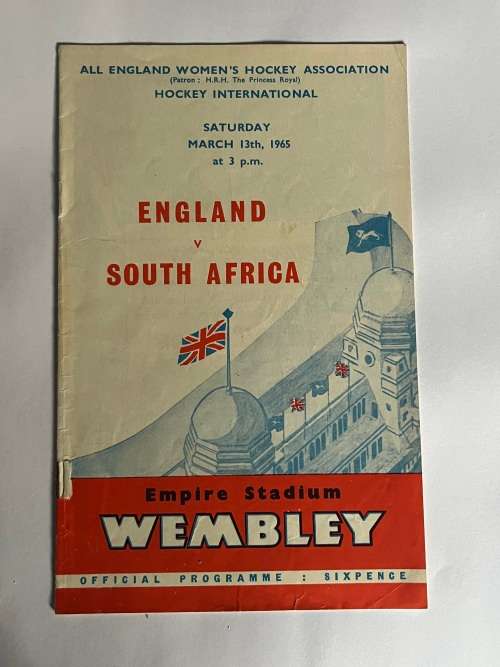 ALL ENGLAND WOMEN'S HOCKEY ASSOCIATION
(Patron : H.R.H. The Princess Royal)
HOCKEY INTERNATIONAL
SATURDAY
MARCH 13th, 1965
at 3 p.m.
ENGLAND
v
SOUTH AFRICA
Empire Stadium
WEMBLEY
OFFICIAL PROGRAMME : SIXPENCE